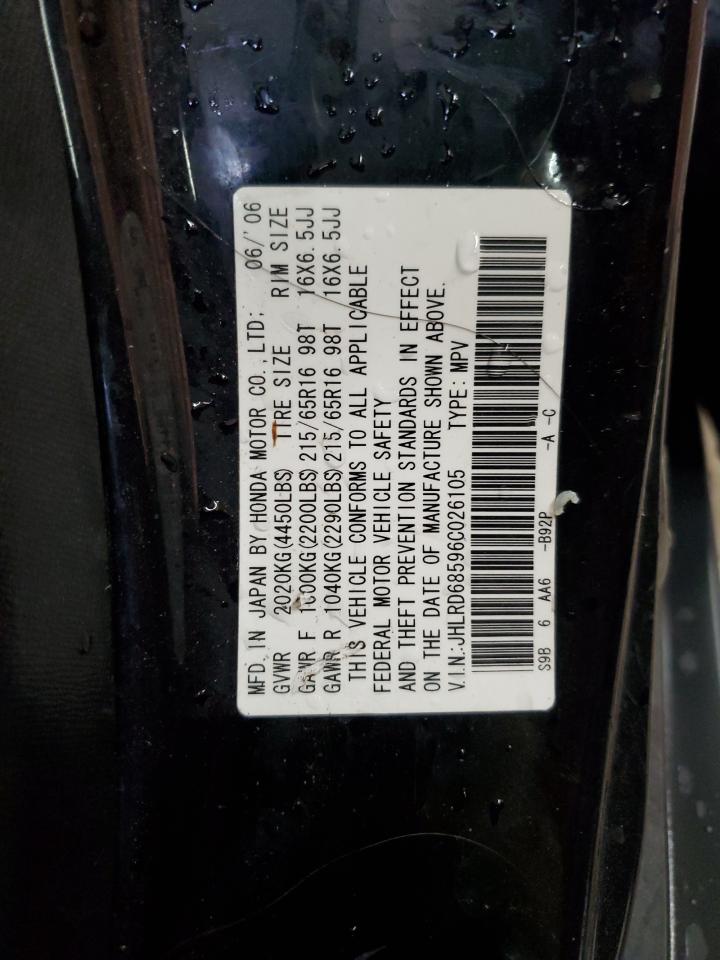 MFD. IN JAPAN BY HONDA MOTOR CO., LTD; 06/'06
GVWR 2020KG(4450LBS) TIRE SIZE RIM SIZE
GAWR F 1000KG(2200LBS) 215/65R16 98T 16X6.5JJ
GAWR R 1040KG(2290LBS) 215/65R16 98T 16X6.5JJ
THIS VEHICLE CONFORMS TO ALL APPLICABLE
FEDERAL MOTOR VEHICLE SAFETY
AND THEFT PREVENTION STANDARDS IN EFFECT
ON THE DATE OF MANUFACTURE SHOWN ABOVE.
V.I.N.:JHLRD68596C026105 TYPE: MPV
S9B 6 AA6 -B92P -A -C